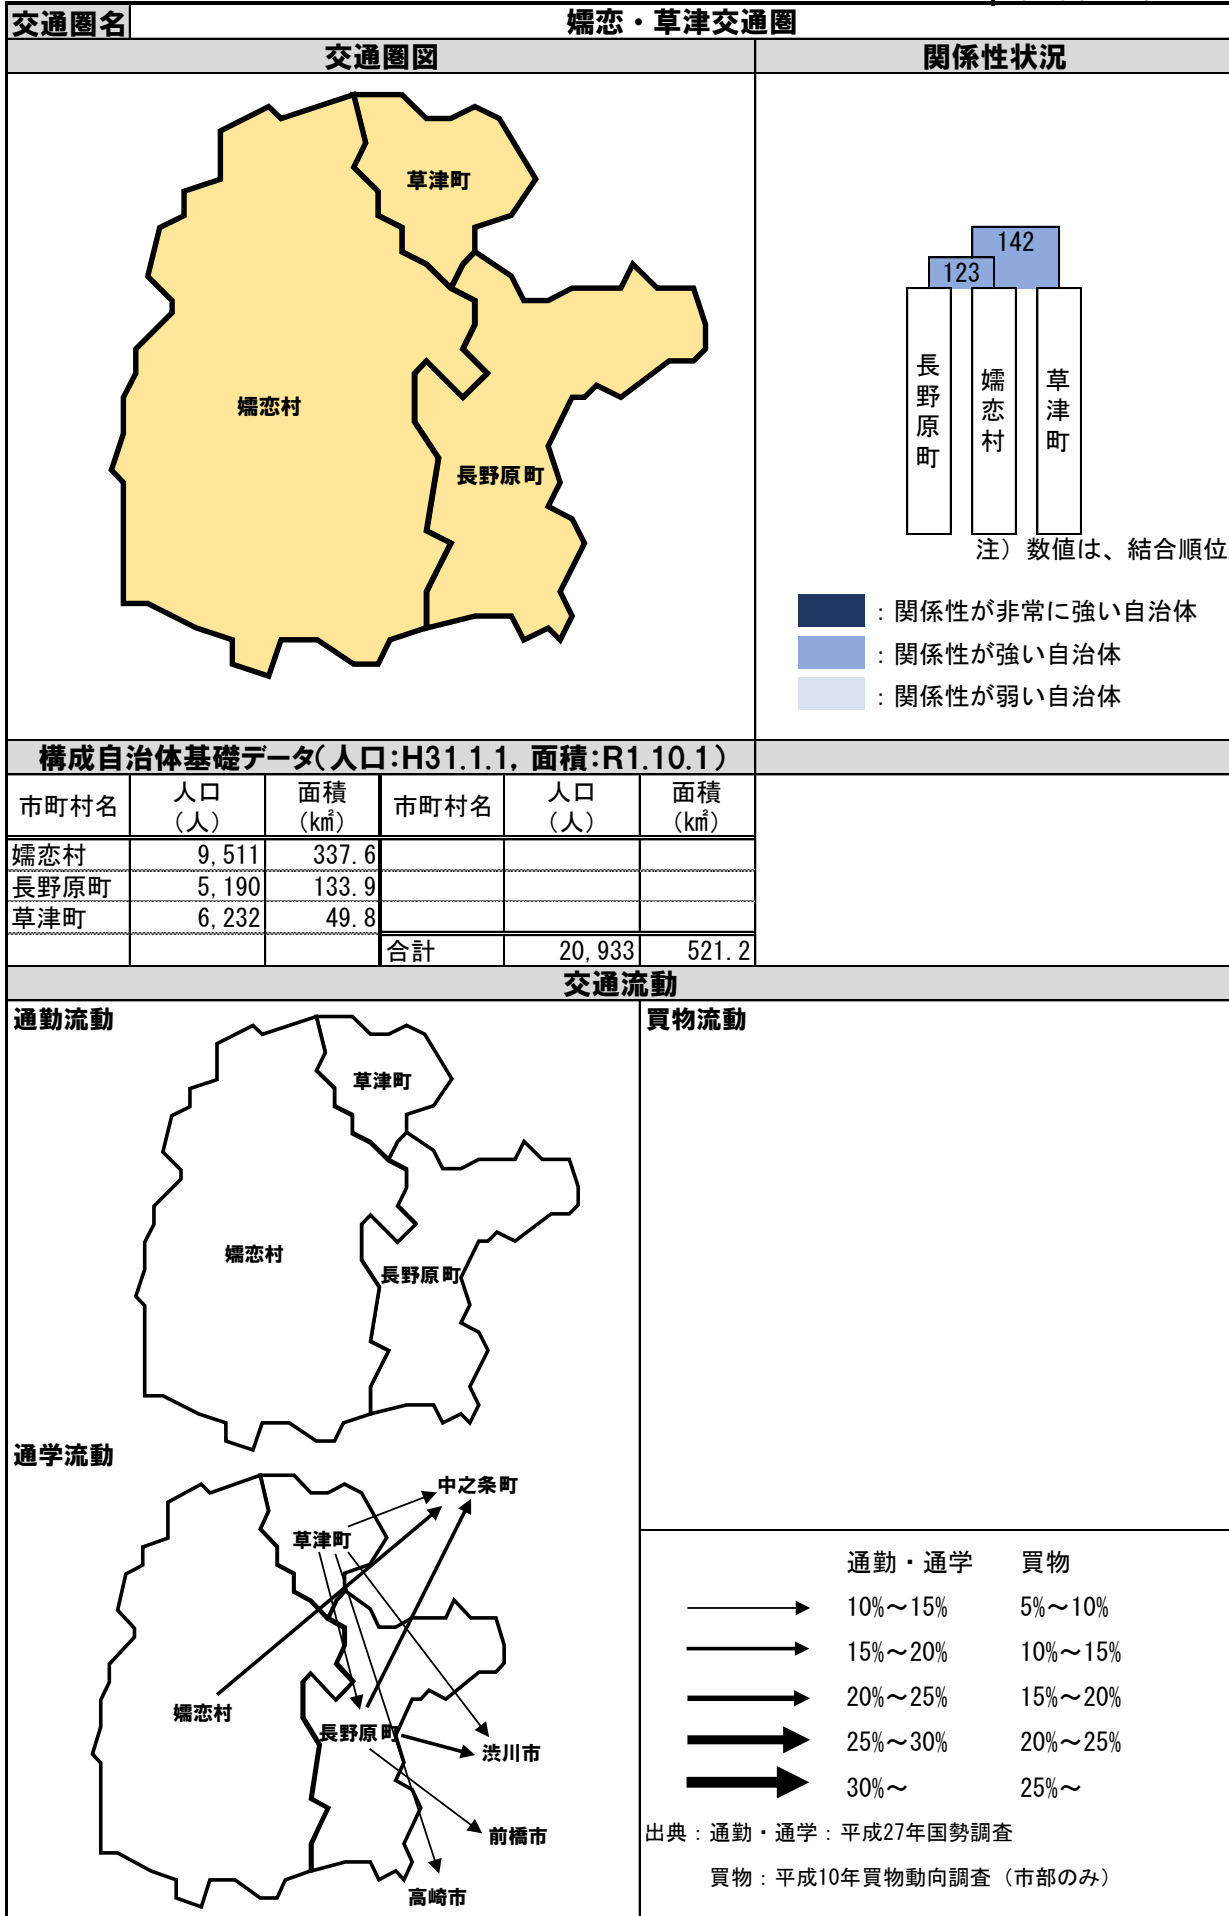 交通圏名
嬬恋・草津交通圏
交通圏図
関係性状況
草津町
嬬恋村
長野原町
142
123
長野原町
嬬恋村
草津町
注）数値は、結合順位
：関係性が非常に強い自治体
：関係性が強い自治体
：関係性が弱い自治体
構成自治体基礎データ(人口:H31.1.1, 面積:R1.10.1)
市町村名 人口（人） 面積（k㎡） 市町村名 人口（人） 面積（k㎡）
嬬恋村 9,511 337.6
長野原町 5,190 133.9
草津町 6,232 49.8
合計 20,933 521.2
交通流動
通勤流動
草津町
嬬恋村
長野原町
買物流動
通学流動
中之条町
草津町
嬬恋村
長野原町
渋川市
前橋市
高崎市
通勤・通学 買物
10%～15% 5%～10%
15%～20% 10%～15%
20%～25% 15%～20%
25%～30% 20%～25%
30%～ 25%～
出典：通勤・通学：平成27年国勢調査
買物：平成10年買物動向調査（市部のみ）